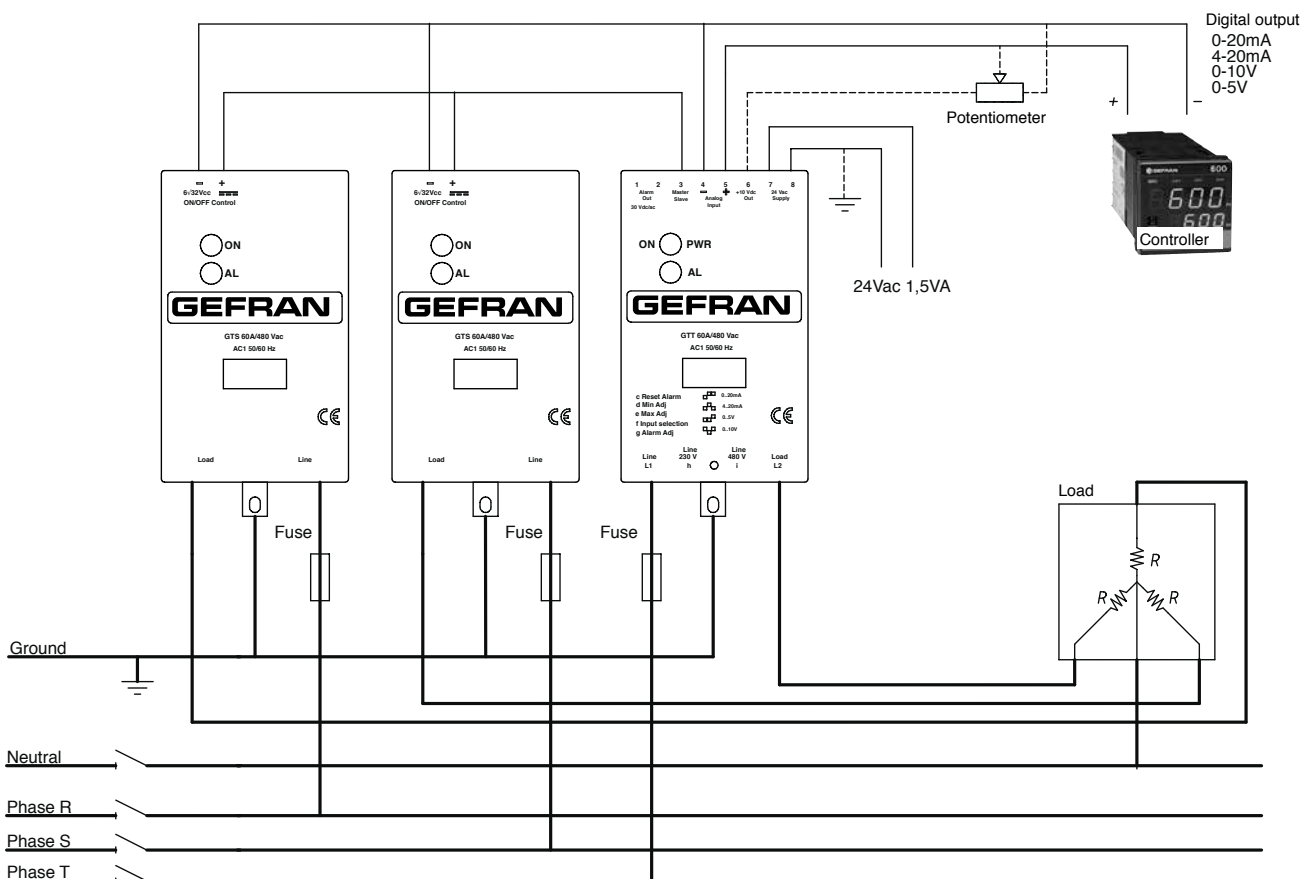 Digital output
0-20mA
4-20mA
0-10V
0-5V
+ −
Potentiometer
GEFRAN 600
600
600
Controller
24Vac 1,5VA
− +
6√32Vcc
ON/OFF Control
ON
AL
GEFRAN
GTS 60A/480 Vac
AC1 50/60 Hz
CE
Load Line
− +
6√32Vcc
ON/OFF Control
ON
AL
GEFRAN
GTS 60A/480 Vac
AC1 50/60 Hz
CE
Load Line
1 2 3 4 5 6 7 8
Alarm Out
30 Vdc/ac
Master Slave
− +
Analog Input
+10 Vdc Out
24 Vac Supply
ON PWR
AL
GEFRAN
GTT 60A/480 Vac
AC1 50/60 Hz
c Reset Alarm
d Min Adj
e Max Adj
f Input selection
g Alarm Adj
0..20mA
4..20mA
0..5V
0..10V
CE
Line L1
Line 230 V h
Line 480 V i
Load L2
Fuse
Fuse
Fuse
Load
R
R
R
Ground
Neutral
Phase R
Phase S
Phase T